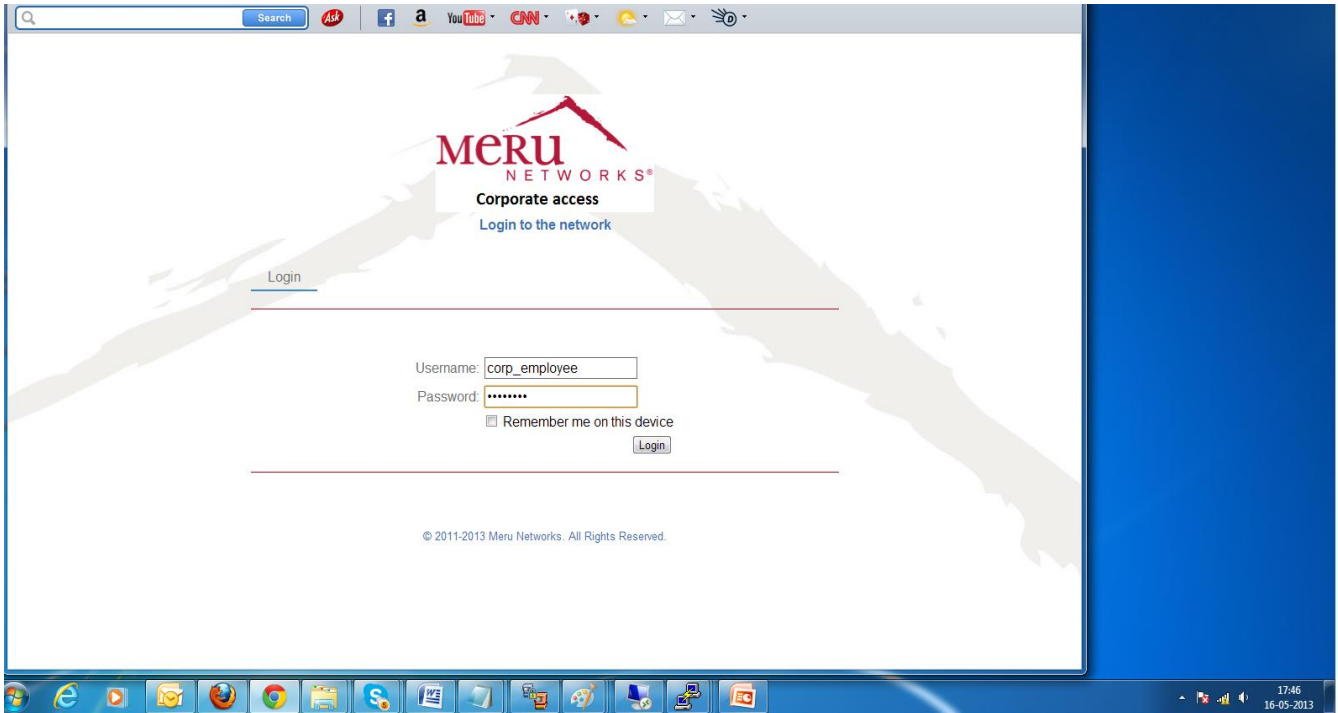 Search Ask f a YouTube CNN
MERU
NETWORKS®
Corporate access
Login to the network
Login
Username: corp_employee
Password: ••••••••
Remember me on this device
Login
© 2011-2013 Meru Networks. All Rights Reserved.
17:46
16-05-2013